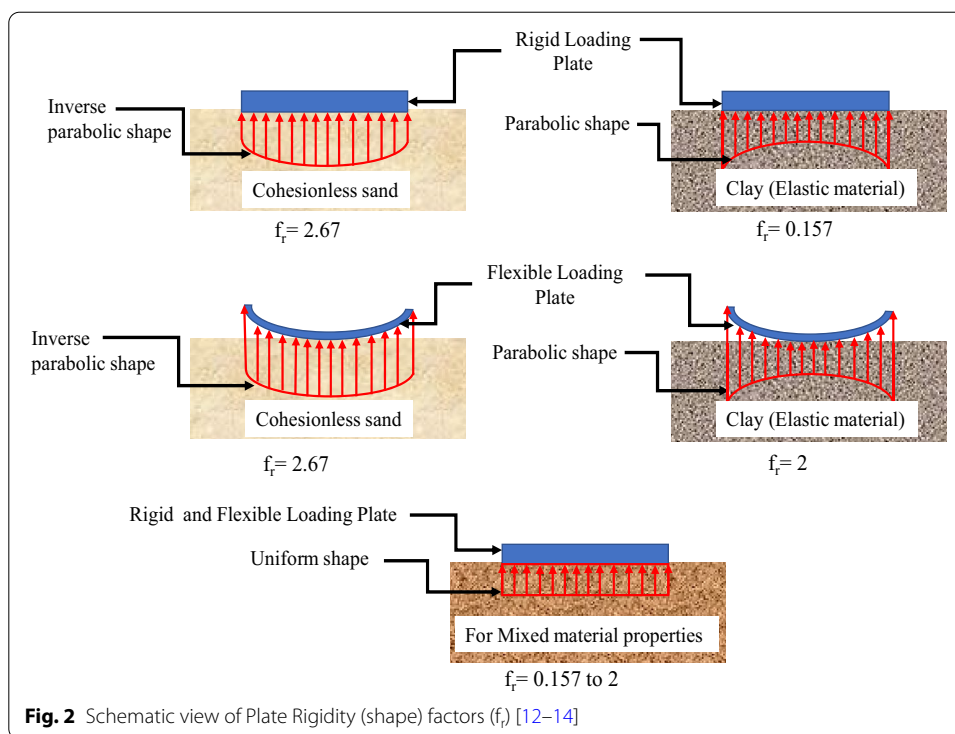 Rigid Loading
Plate
Inverse
parabolic shape
Parabolic shape
Cohesionless sand
Clay (Elastic material)
fr= 2.67
fr= 0.157
Flexible Loading
Plate
Inverse
parabolic shape
Parabolic shape
Cohesionless sand
Clay (Elastic material)
fr= 2.67
fr= 2
Rigid and Flexible Loading Plate
Uniform shape
For Mixed material properties
fr= 0.157 to 2
Fig. 2 Schematic view of Plate Rigidity (shape) factors (fr) [12–14]